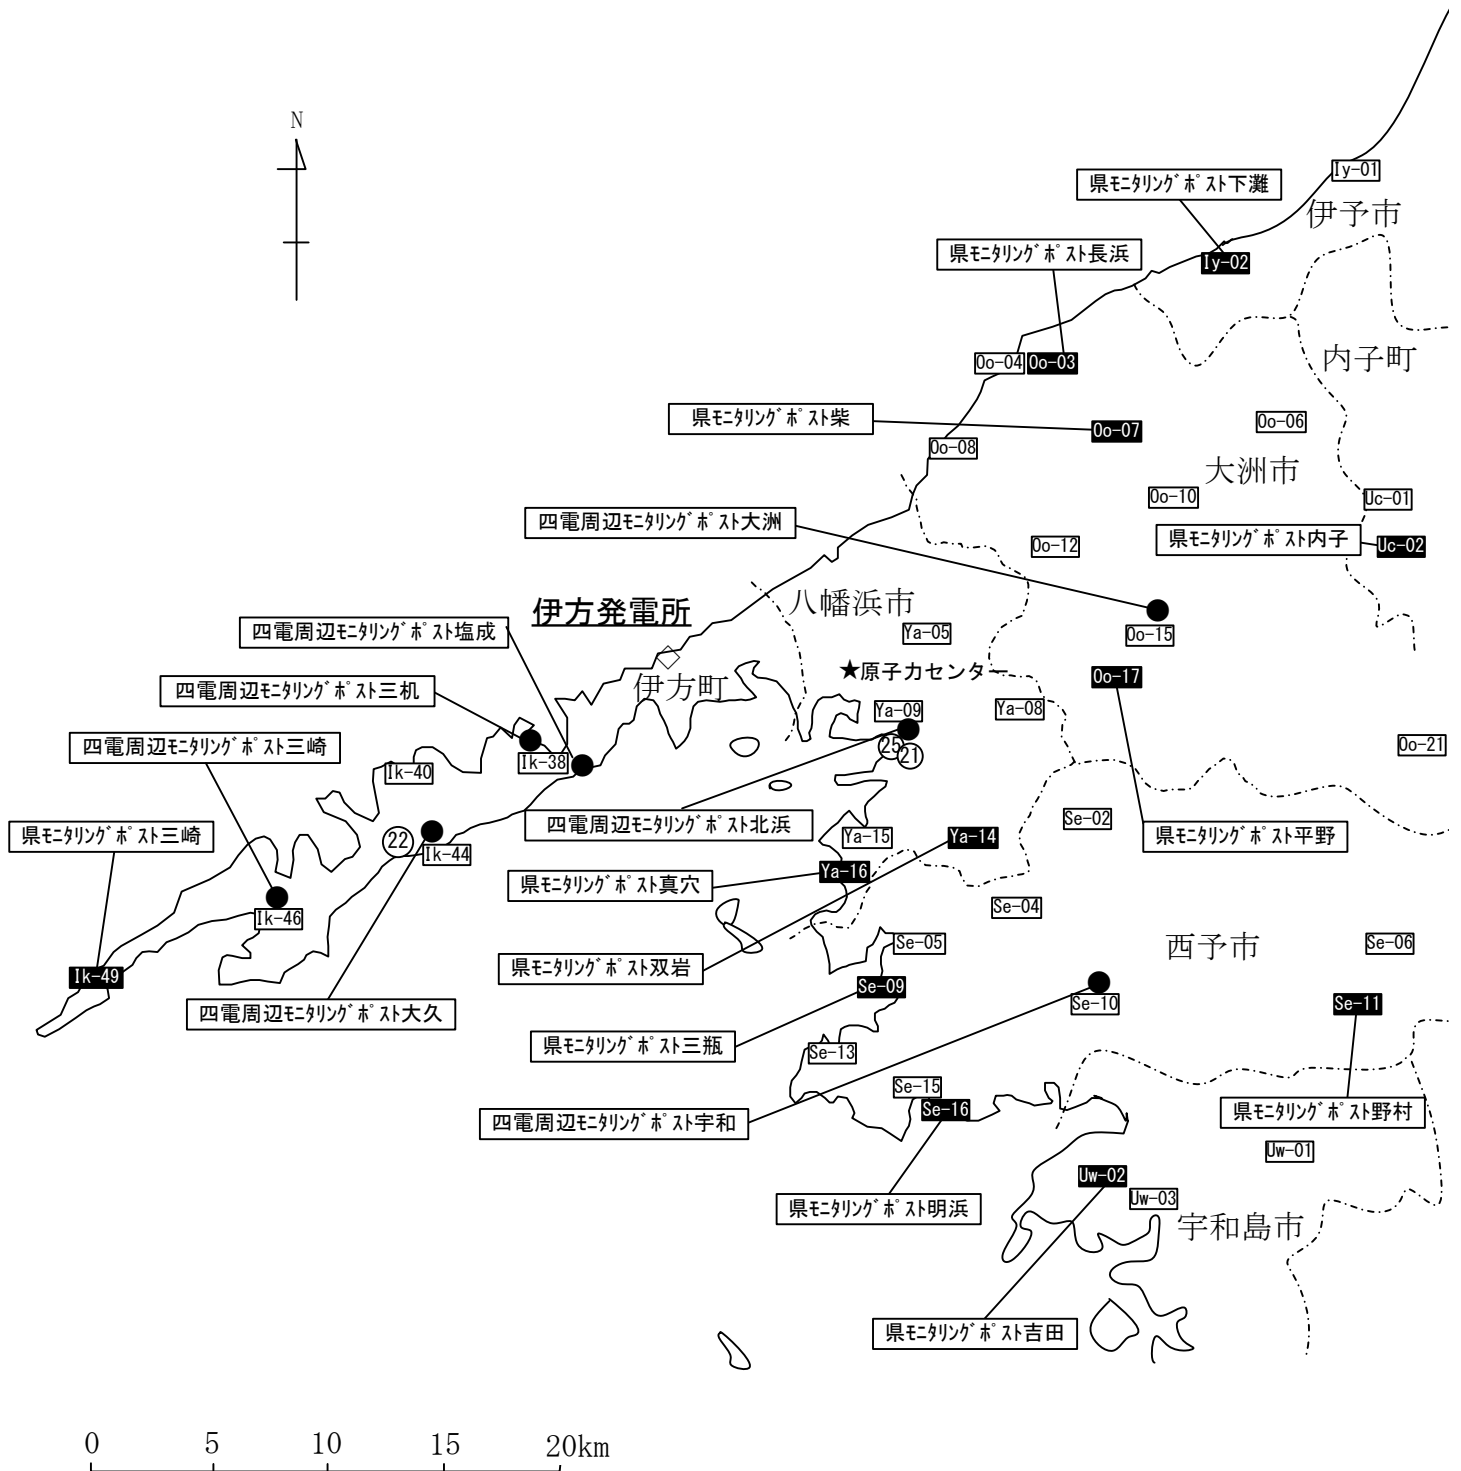 N
Iy-01
県ﾓﾆﾀﾘﾝｸﾞﾎﾟｽﾄ下灘
伊予市
県ﾓﾆﾀﾘﾝｸﾞﾎﾟｽﾄ長浜
Iy-02
内子町
Oo-04
Oo-03
県ﾓﾆﾀﾘﾝｸﾞﾎﾟｽﾄ柴
Oo-07
Oo-06
Oo-08
大洲市
Oo-10
Uc-01
四電周辺ﾓﾆﾀﾘﾝｸﾞﾎﾟｽﾄ大洲
Oo-12
県ﾓﾆﾀﾘﾝｸﾞﾎﾟｽﾄ内子
Uc-02
八幡浜市
伊方発電所
四電周辺ﾓﾆﾀﾘﾝｸﾞﾎﾟｽﾄ塩成
Ya-05
Oo-15
★原子力センター
Oo-17
伊方町
四電周辺ﾓﾆﾀﾘﾝｸﾞﾎﾟｽﾄ三机
Ya-09
Ya-08
四電周辺ﾓﾆﾀﾘﾝｸﾞﾎﾟｽﾄ三崎
25
21
Oo-21
Ik-38
Ik-40
四電周辺ﾓﾆﾀﾘﾝｸﾞﾎﾟｽﾄ北浜
Se-02
県ﾓﾆﾀﾘﾝｸﾞﾎﾟｽﾄ三崎
22
Ya-15
Ya-14
県ﾓﾆﾀﾘﾝｸﾞﾎﾟｽﾄ平野
Ik-44
県ﾓﾆﾀﾘﾝｸﾞﾎﾟｽﾄ真穴
Ya-16
Ik-46
Se-04
Se-05
西予市
Se-06
県ﾓﾆﾀﾘﾝｸﾞﾎﾟｽﾄ双岩
Ik-49
Se-09
四電周辺ﾓﾆﾀﾘﾝｸﾞﾎﾟｽﾄ大久
Se-10
Se-11
県ﾓﾆﾀﾘﾝｸﾞﾎﾟｽﾄ三瓶
Se-13
Se-15
Se-16
県ﾓﾆﾀﾘﾝｸﾞﾎﾟｽﾄ野村
四電周辺ﾓﾆﾀﾘﾝｸﾞﾎﾟｽﾄ宇和
Uw-01
Uw-02
Uw-03
県ﾓﾆﾀﾘﾝｸﾞﾎﾟｽﾄ明浜
宇和島市
県ﾓﾆﾀﾘﾝｸﾞﾎﾟｽﾄ吉田
0 5 10 15 20km